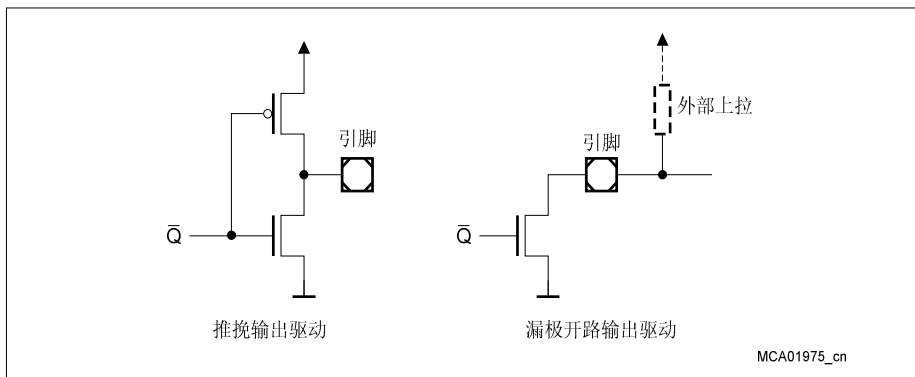 引脚
Q̅
推挽输出驱动
外部上拉
引脚
Q̅
漏极开路输出驱动
MCA01975_cn